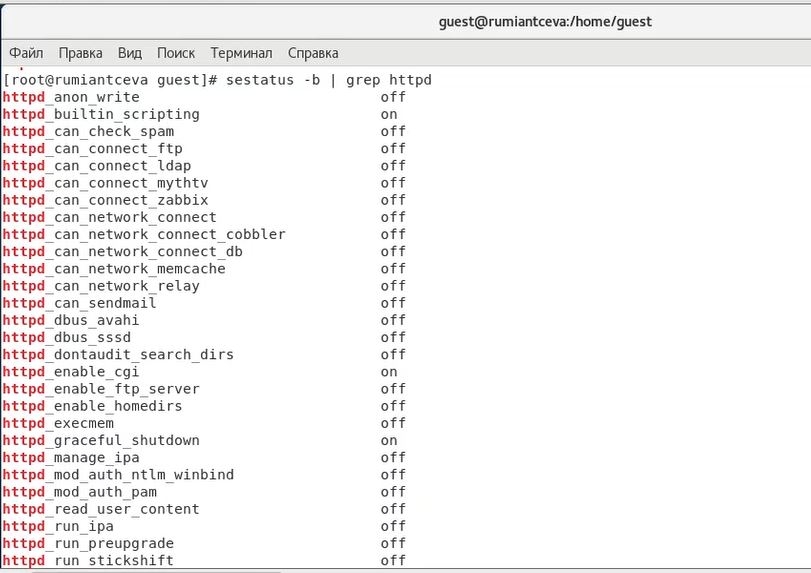 guest@rumiantceva:/home/guest
Файл Правка Вид Поиск Терминал Справка
[root@rumiantceva guest]# sestatus -b | grep httpd
httpd_anon_write off
httpd_builtin_scripting on
httpd_can_check_spam off
httpd_can_connect_ftp off
httpd_can_connect_ldap off
httpd_can_connect_mythtv off
httpd_can_connect_zabbix off
httpd_can_network_connect off
httpd_can_network_connect_cobbler off
httpd_can_network_connect_db off
httpd_can_network_memcache off
httpd_can_network_relay off
httpd_can_sendmail off
httpd_dbus_avahi off
httpd_dbus_sssd off
httpd_dontaudit_search_dirs off
httpd_enable_cgi on
httpd_enable_ftp_server off
httpd_enable_homedirs off
httpd_execmem off
httpd_graceful_shutdown on
httpd_manage_ipa off
httpd_mod_auth_ntlm_winbind off
httpd_mod_auth_pam off
httpd_read_user_content off
httpd_run_ipa off
httpd_run_preupgrade off
httpd_run_stickshift off